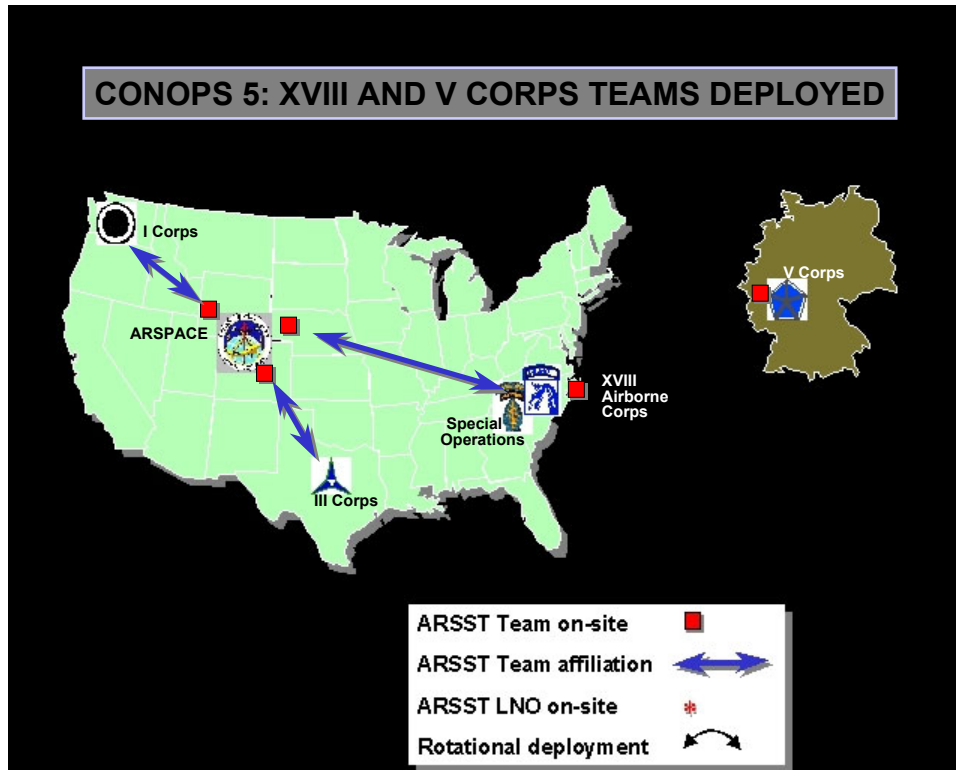 CONOPS 5: XVIII AND V CORPS TEAMS DEPLOYED
I Corps
V Corps
ARSPACE
XVIII
Airborne
Corps
Special
Operations
III Corps
ARSST Team on-site
ARSST Team affiliation
ARSST LNO on-site
Rotational deployment